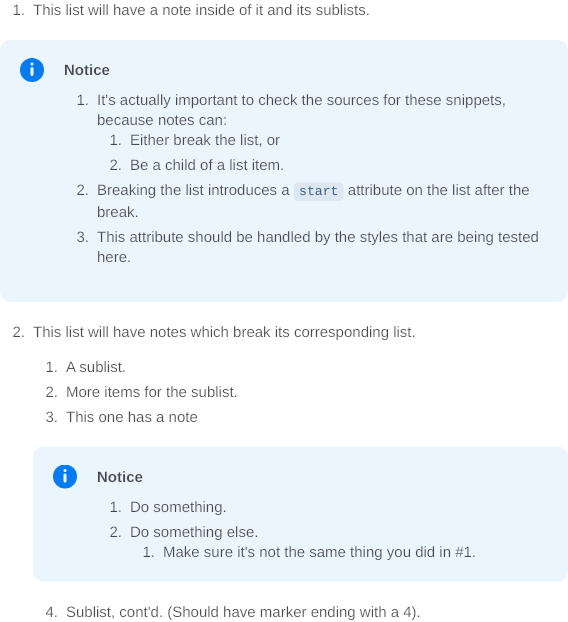 1. This list will have a note inside of it and its sublists.
Notice
1. It's actually important to check the sources for these snippets,
because notes can:
1. Either break the list, or
2. Be a child of a list item.
2. Breaking the list introduces a start attribute on the list after the
break.
3. This attribute should be handled by the styles that are being tested
here.
2. This list will have notes which break its corresponding list.
1. A sublist.
2. More items for the sublist.
3. This one has a note
Notice
1. Do something.
2. Do something else.
1. Make sure it's not the same thing you did in #1.
4. Sublist, cont'd. (Should have marker ending with a 4).